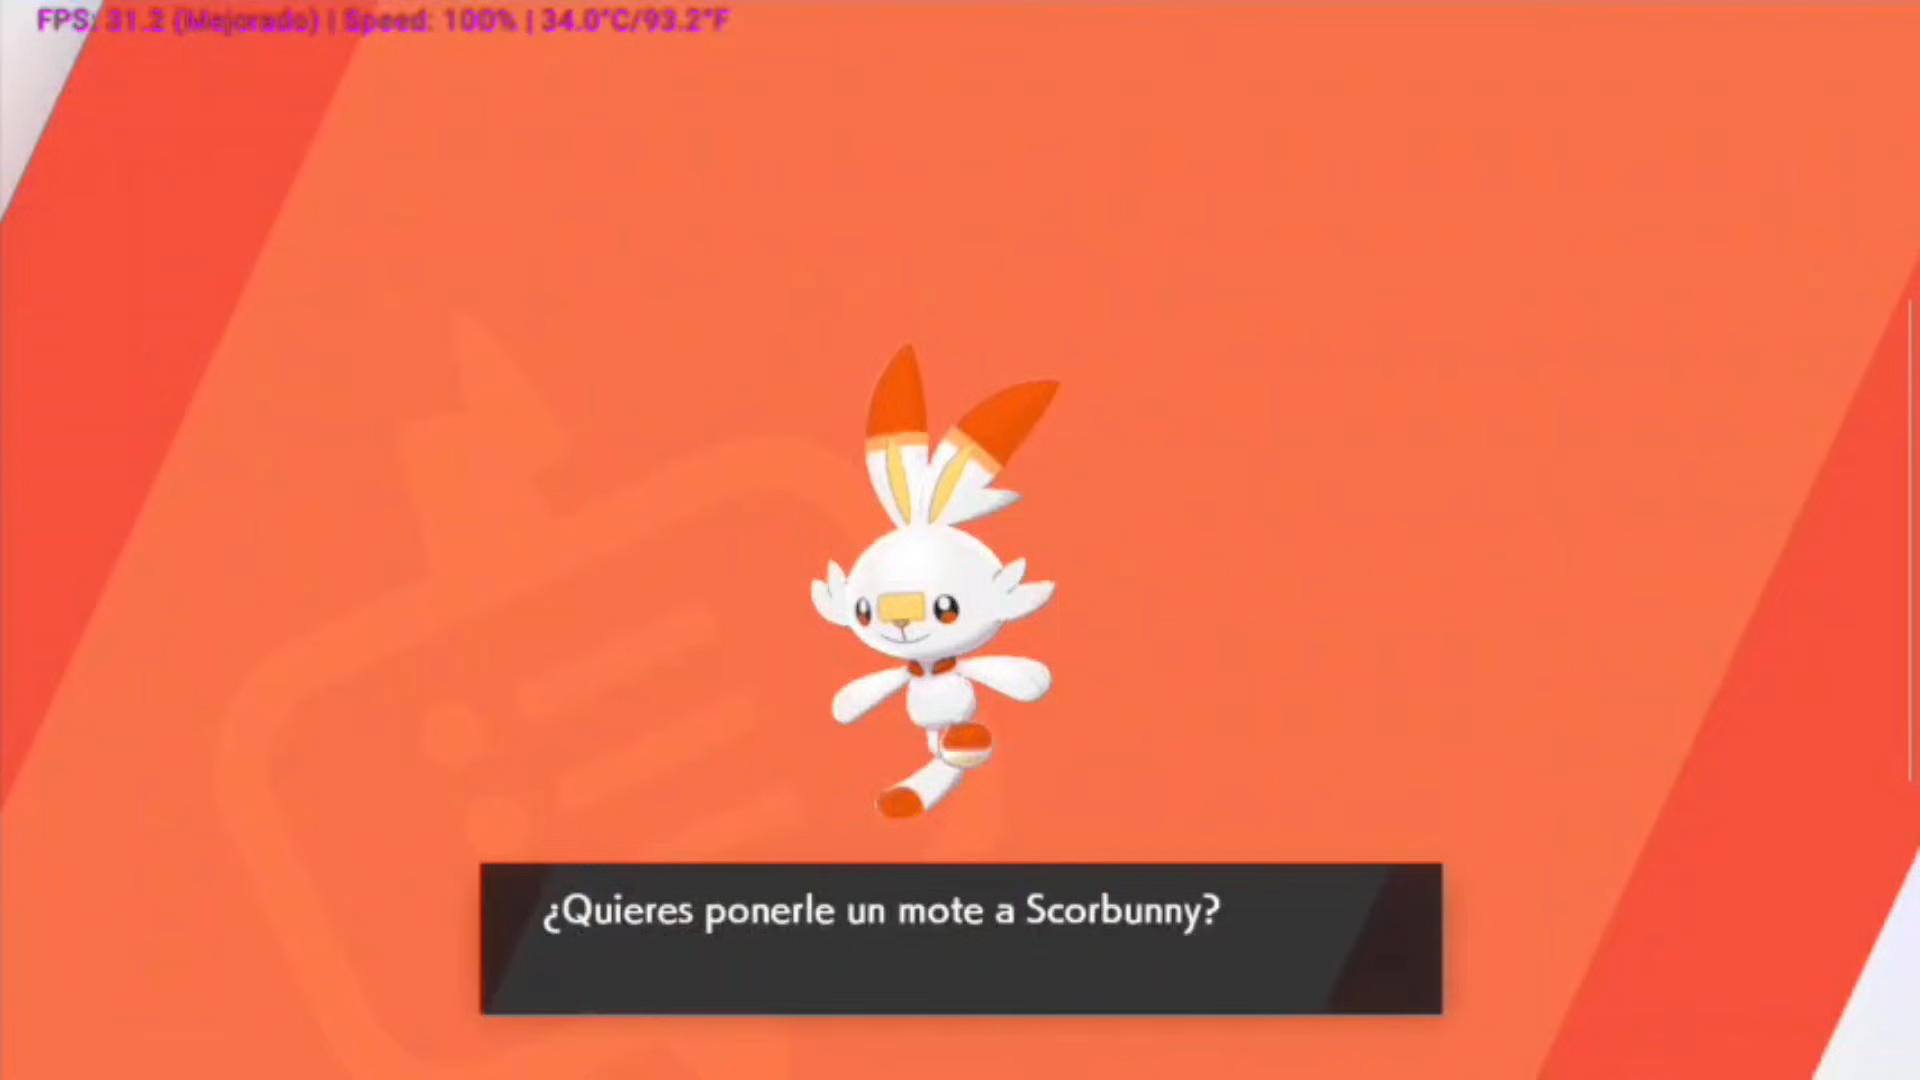 FPS: 31.2 (Mejorado) | Speed: 100% | 34.0°C/93.2°F
¿Quieres ponerle un mote a Scorbunny?